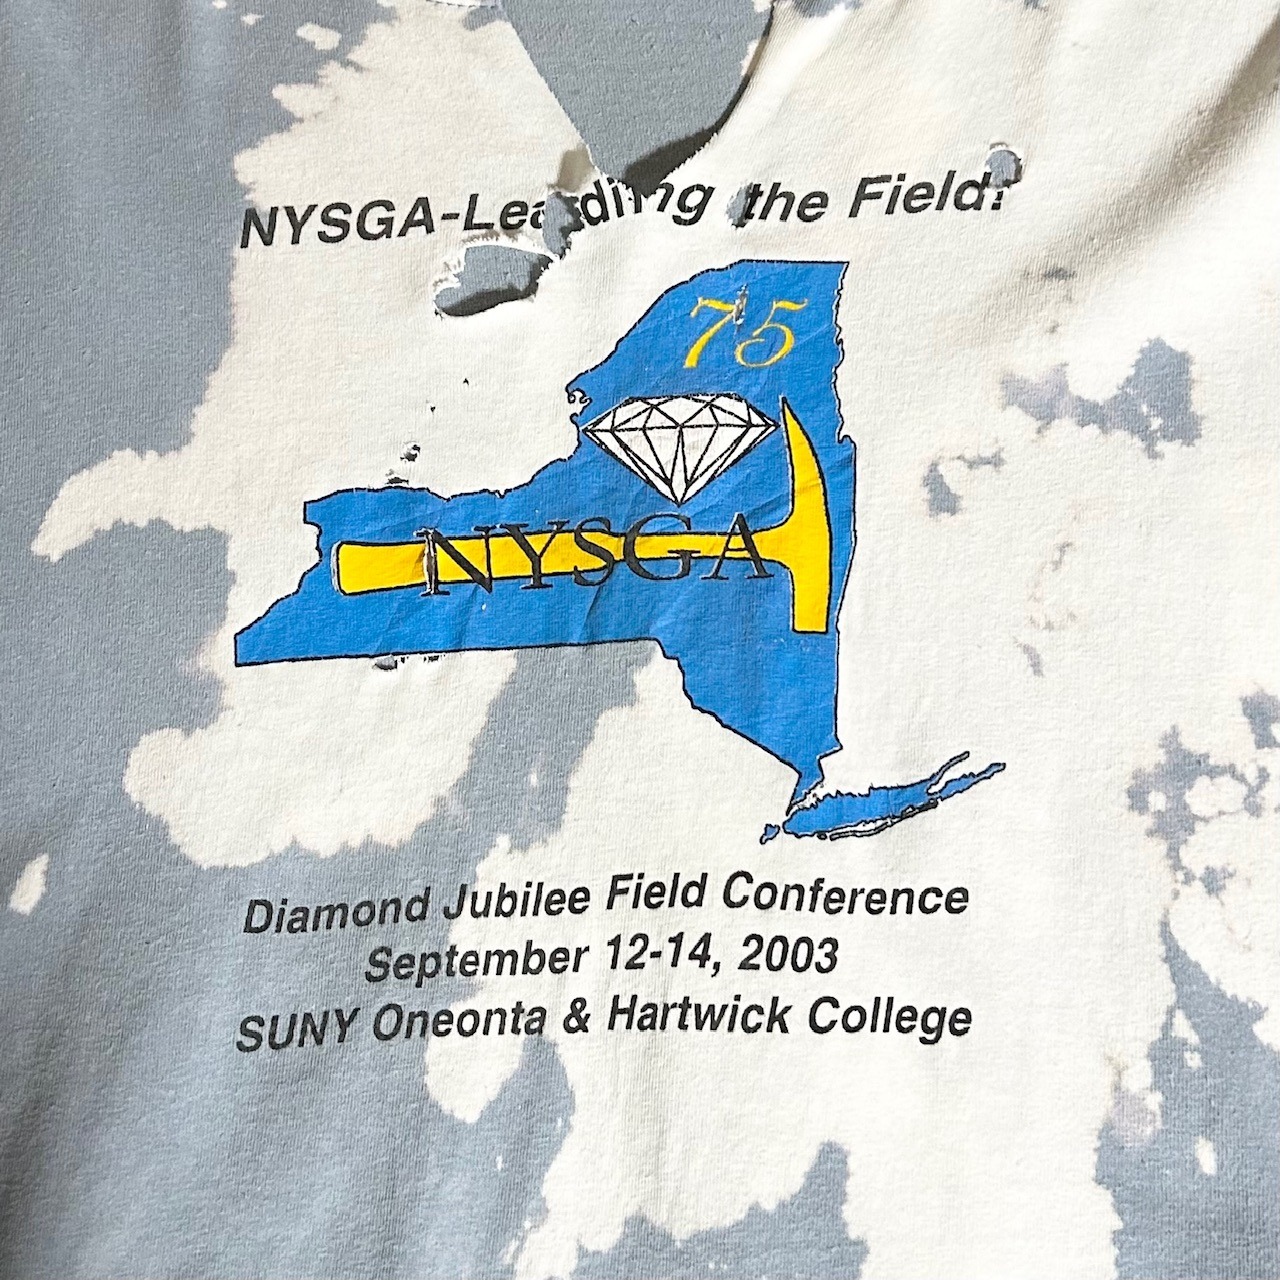 NYSGA-Leading the Field!
75
NYSGA
Diamond Jubilee Field Conference
September 12-14, 2003
SUNY Oneonta & Hartwick College